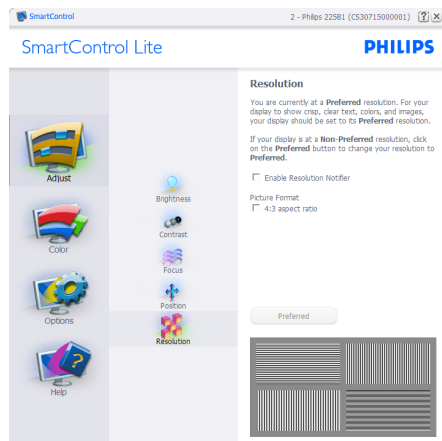 SmartControl
2 - Philips 225B1 (CS30715000001)
? x
SmartControl Lite
PHILIPS
Adjust
Color
Options
Help
Brightness
Contrast
Focus
Position
Resolution
Resolution
You are currently at a Preferred resolution. For your
display to show crisp, clear text, colors, and images,
your display should be set to its Preferred resolution.
If your display is at a Non-Preferred resolution, click
on the Preferred button to change your resolution to
Preferred.
Enable Resolution Notifier
Picture Format
4:3 aspect ratio
Preferred